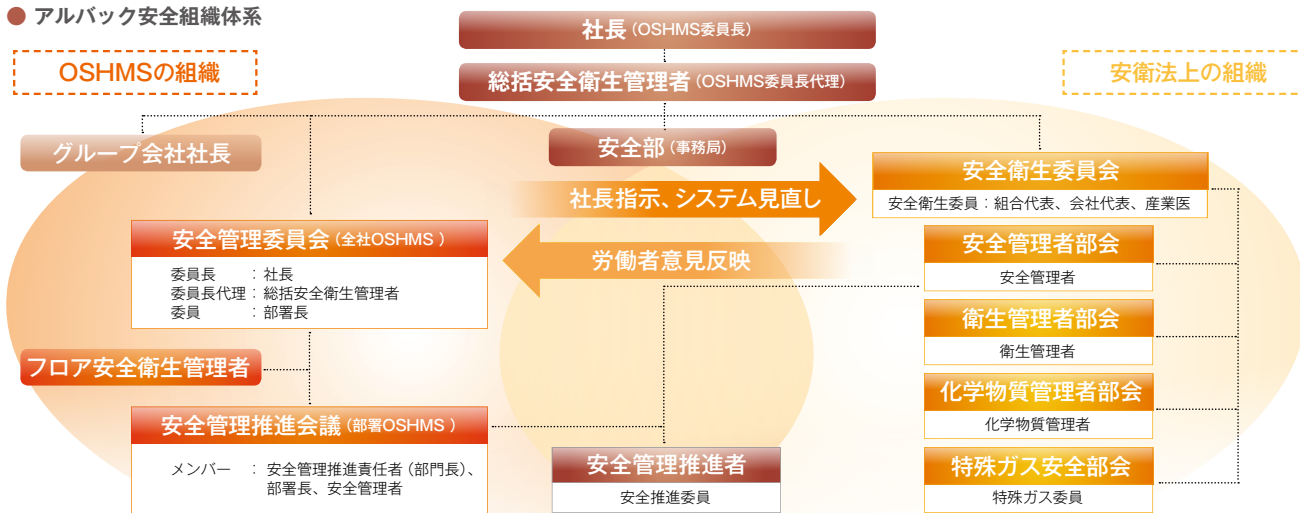 ● アルバック安全組織体系
社長(OSHMS委員長)
OSHMSの組織
総括安全衛生管理者(OSHMS委員長代理)
安衛法上の組織
グループ会社社長
安全部(事務局)
安全衛生委員会
安全衛生委員：組合代表、会社代表、産業医
社長指示、システム見直し
安全管理委員会(全社OSHMS)
委員長　　：社長
委員長代理：総括安全衛生管理者
委員　　　：部署長
労働者意見反映
安全管理者部会
安全管理者
衛生管理者部会
衛生管理者
フロア安全衛生管理者
化学物質管理者部会
化学物質管理者
安全管理推進会議(部署OSHMS)
メンバー　：安全管理推進責任者(部門長)、
部署長、安全管理者
安全管理推進者
安全推進委員
特殊ガス安全部会
特殊ガス委員